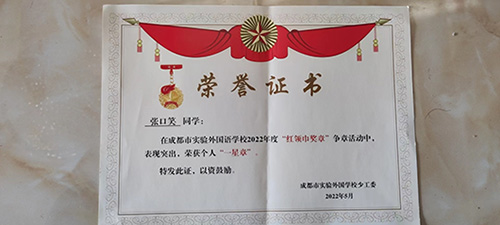 荣誉证书
张口笑 同学：
在成都市实验外国语学校2022年度“红领巾奖章”争章活动中，
表现突出，荣获个人“一星章”。
特发此证，以资鼓励。
成都市实验外国语学校少工委
2022年5月